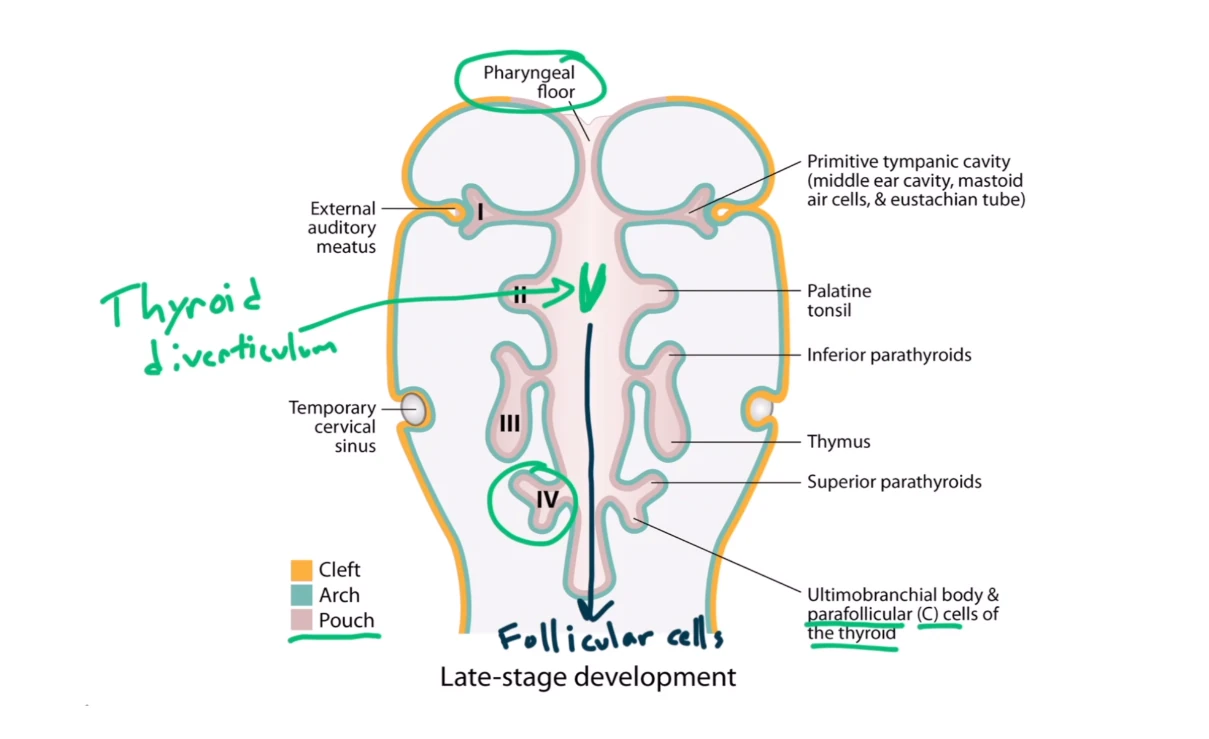 Pharyngeal
floor
Primitive tympanic cavity
(middle ear cavity, mastoid
air cells, & eustachian tube)
External
auditory
meatus
I
Thyroid
diverticulum
II
Palatine
tonsil
Inferior parathyroids
Temporary
cervical
sinus
III
Thymus
IV
Superior parathyroids
Cleft
Arch
Pouch
Ultimobranchial body &
parafollicular (C) cells of
the thyroid
Follicular cells
Late-stage development